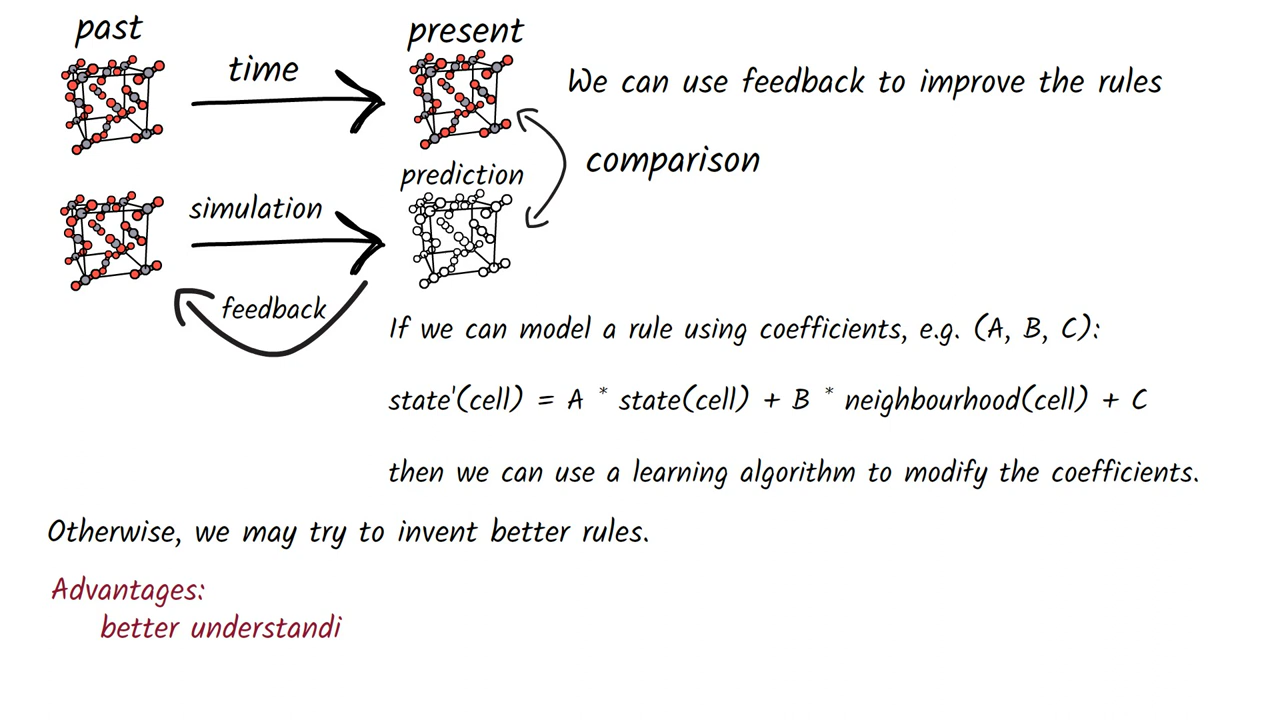 past
present
time
We can use feedback to improve the rules
comparison
prediction
simulation
feedback
If we can model a rule using coefficients, e.g. (A, B, C):
state'(cell) = A * state(cell) + B * neighbourhood(cell) + C
then we can use a learning algorithm to modify the coefficients.
Otherwise, we may try to invent better rules.
Advantages:
better understandi